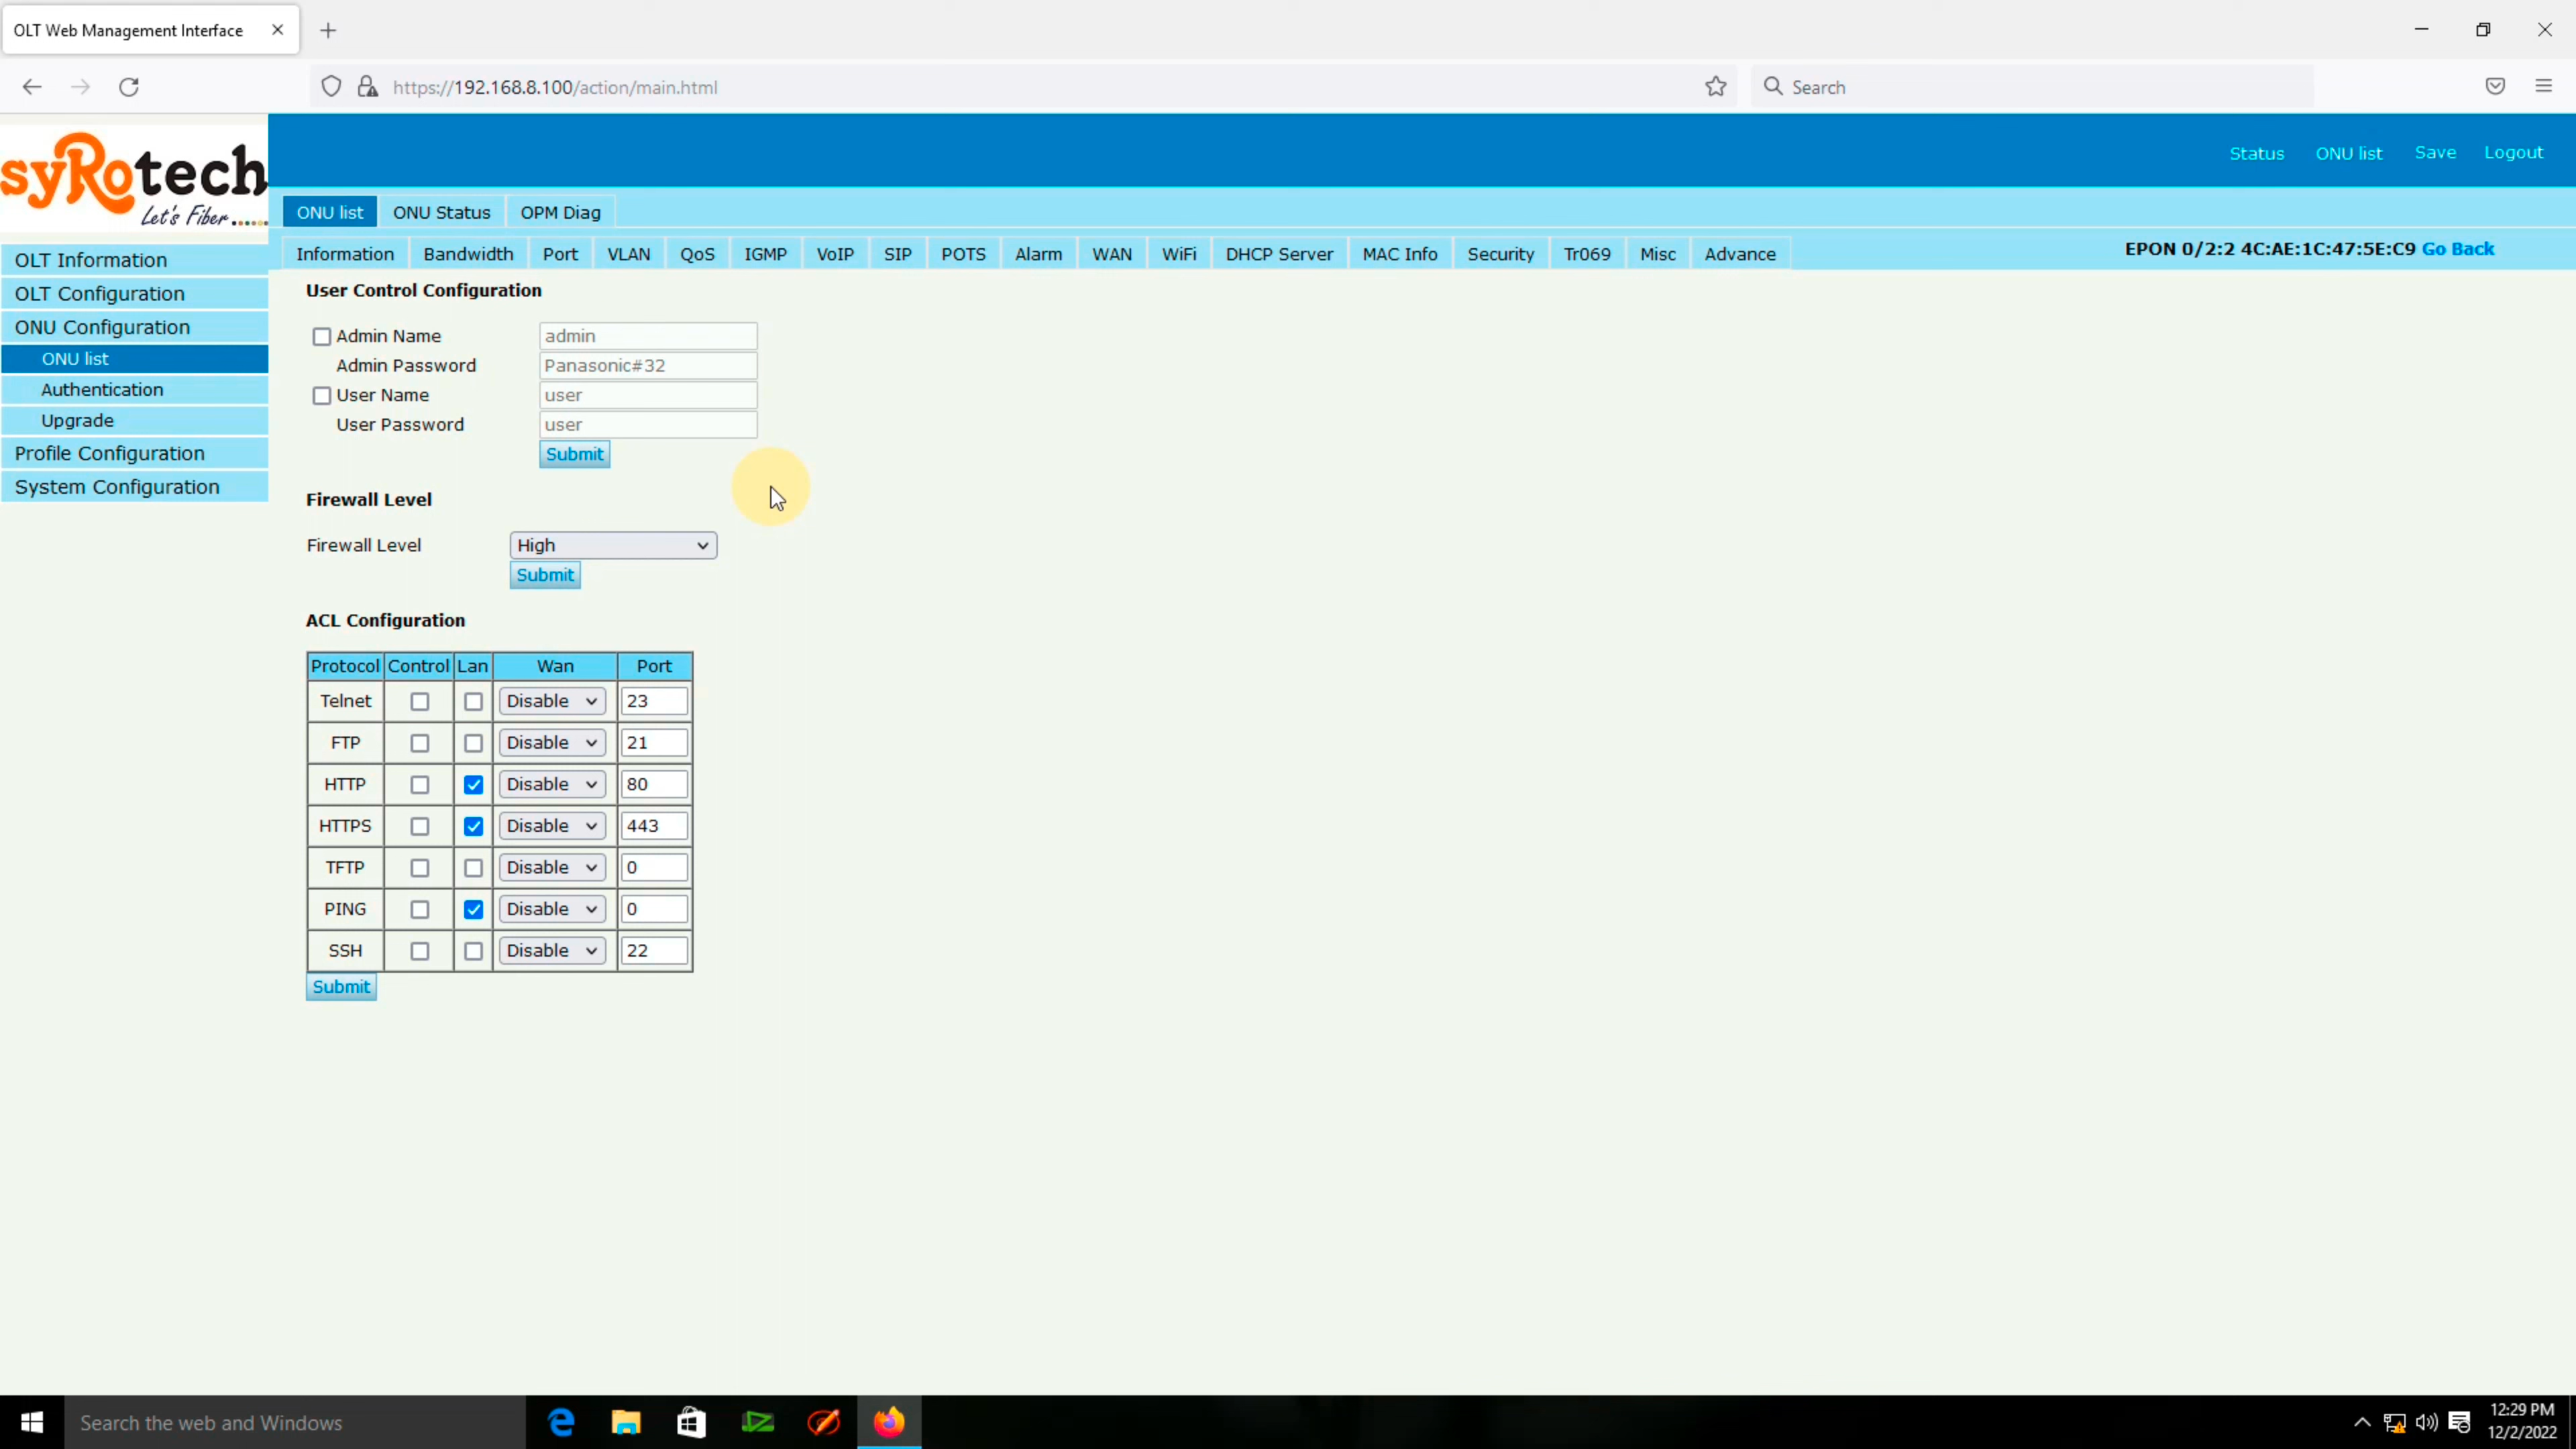 OLT Web Management Interface
https://192.168.8.100/action/main.html
Search
syRotech
Let's Fiber.....
Status ONU list Save Logout
ONU list ONU Status OPM Diag
Information Bandwidth Port VLAN QoS IGMP VoIP SIP POTS Alarm WAN WiFi DHCP Server MAC Info Security Tr069 Misc Advance
EPON 0/2:2 4C:AE:1C:47:5E:C9 Go Back
OLT Information
OLT Configuration
ONU Configuration
ONU list
Authentication
Upgrade
Profile Configuration
System Configuration
User Control Configuration
Admin Name admin
Admin Password Panasonic#32
User Name user
User Password user
Submit
Firewall Level
Firewall Level High
Submit
ACL Configuration
Protocol Control Lan Wan Port
Telnet Disable 23
FTP Disable 21
HTTP Disable 80
HTTPS Disable 443
TFTP Disable 0
PING Disable 0
SSH Disable 22
Submit
Search the web and Windows
12:29 PM
12/2/2022